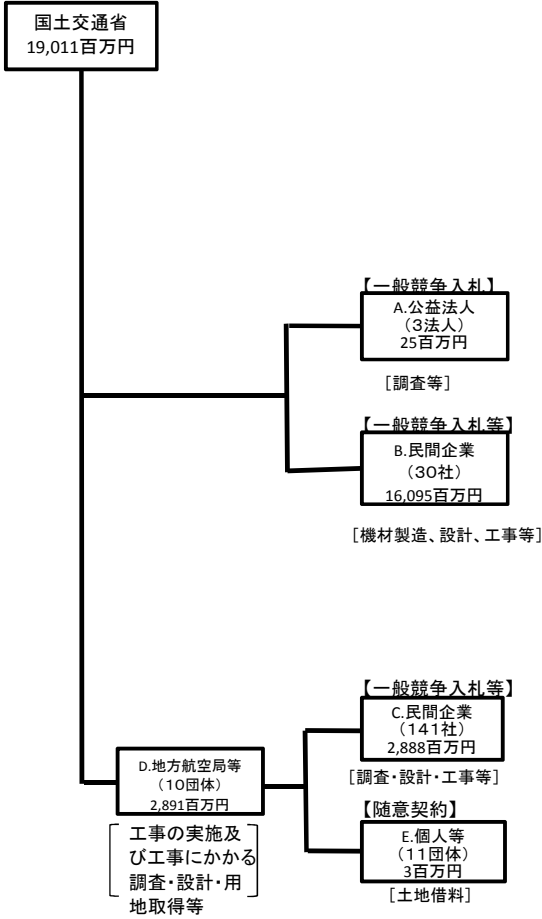 国土交通省
19,011百万円
【一般競争入札】
A.公益法人
（3法人）
25百万円
［調査等］
【一般競争入札等】
B.民間企業
（30社）
16,095百万円
［機材製造、設計、工事等］
【一般競争入札等】
C.民間企業
（141社）
2,888百万円
［調査・設計・工事等］
D.地方航空局等
（10団体）
2,891百万円
工事の実施及
び工事にかかる
調査・設計・用
地取得等
【随意契約】
E.個人等
（11団体）
3百万円
［土地借料］